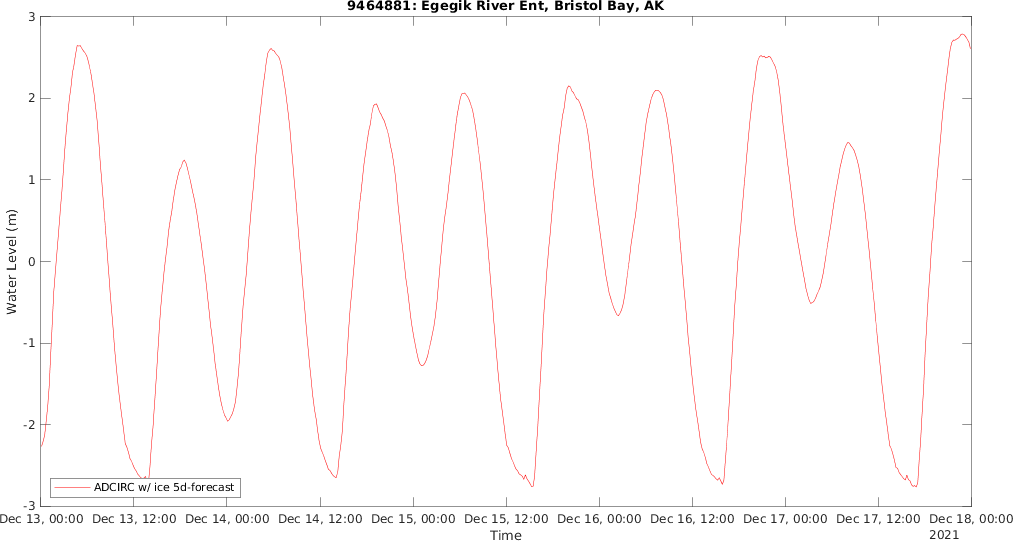 9464881: Egegik River Ent, Bristol Bay, AK
3
2
1
0
-1
-2
-3
Water Level (m)
ADCIRC w/ ice 5d-forecast
Dec 13, 00:00 Dec 13, 12:00 Dec 14, 00:00 Dec 14, 12:00 Dec 15, 00:00 Dec 15, 12:00 Dec 16, 00:00 Dec 16, 12:00 Dec 17, 00:00 Dec 17, 12:00 Dec 18, 00:00
Time
2021